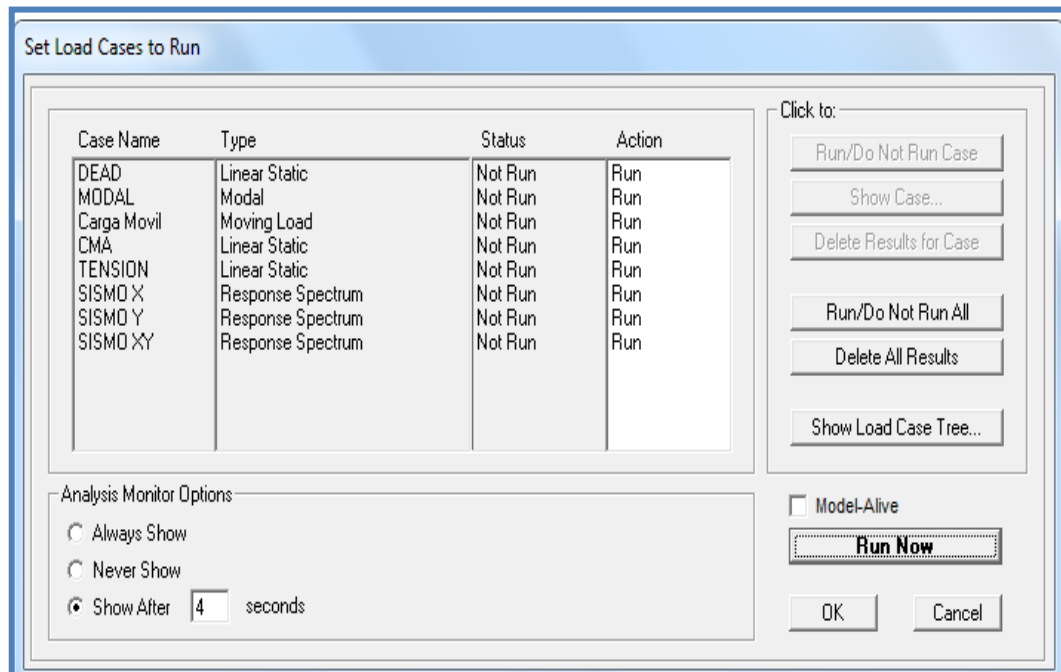 Set Load Cases to Run
Case Name Type Status Action
DEAD Linear Static Not Run Run
MODAL Modal Not Run Run
Carga Movil Moving Load Not Run Run
CMA Linear Static Not Run Run
TENSION Linear Static Not Run Run
SISMO X Response Spectrum Not Run Run
SISMO Y Response Spectrum Not Run Run
SISMO XY Response Spectrum Not Run Run
Click to:
Run/Do Not Run Case
Show Case...
Delete Results for Case
Run/Do Not Run All
Delete All Results
Show Load Case Tree...
Analysis Monitor Options
Always Show
Never Show
Show After 4 seconds
Model-Alive
Run Now
OK Cancel